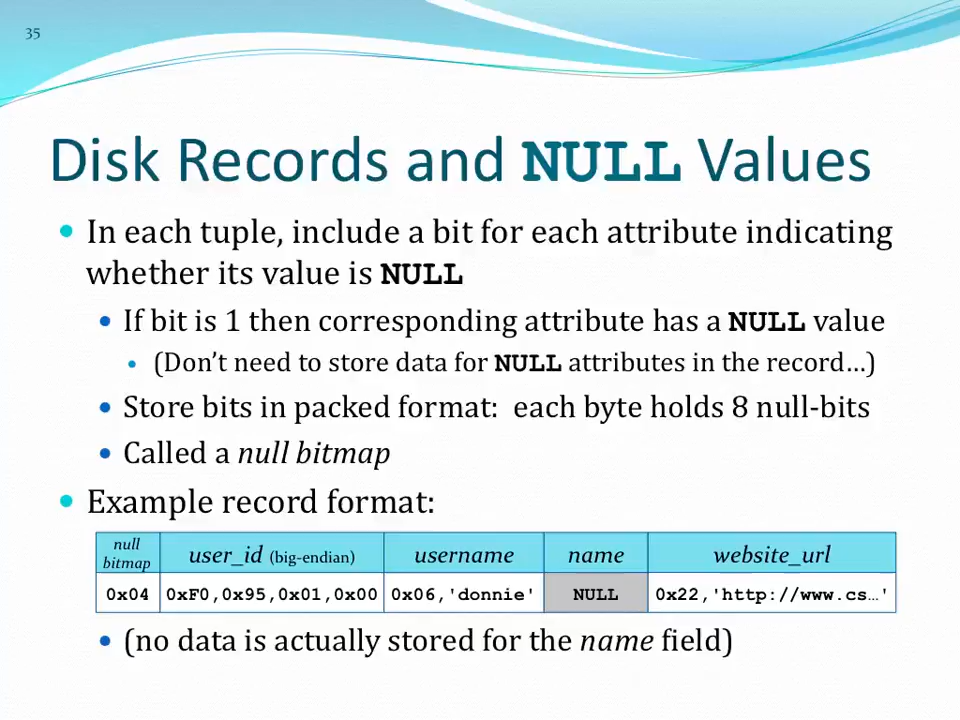 35
Disk Records and NULL Values
In each tuple, include a bit for each attribute indicating
whether its value is NULL
If bit is 1 then corresponding attribute has a NULL value
(Don’t need to store data for NULL attributes in the record…)
Store bits in packed format:  each byte holds 8 null-bits
Called a null bitmap
Example record format:
null bitmap user_id (big-endian) username name website_url
0x04 0xF0,0x95,0x01,0x00 0x06,'donnie' NULL 0x22,'http://www.cs…'
(no data is actually stored for the name field)